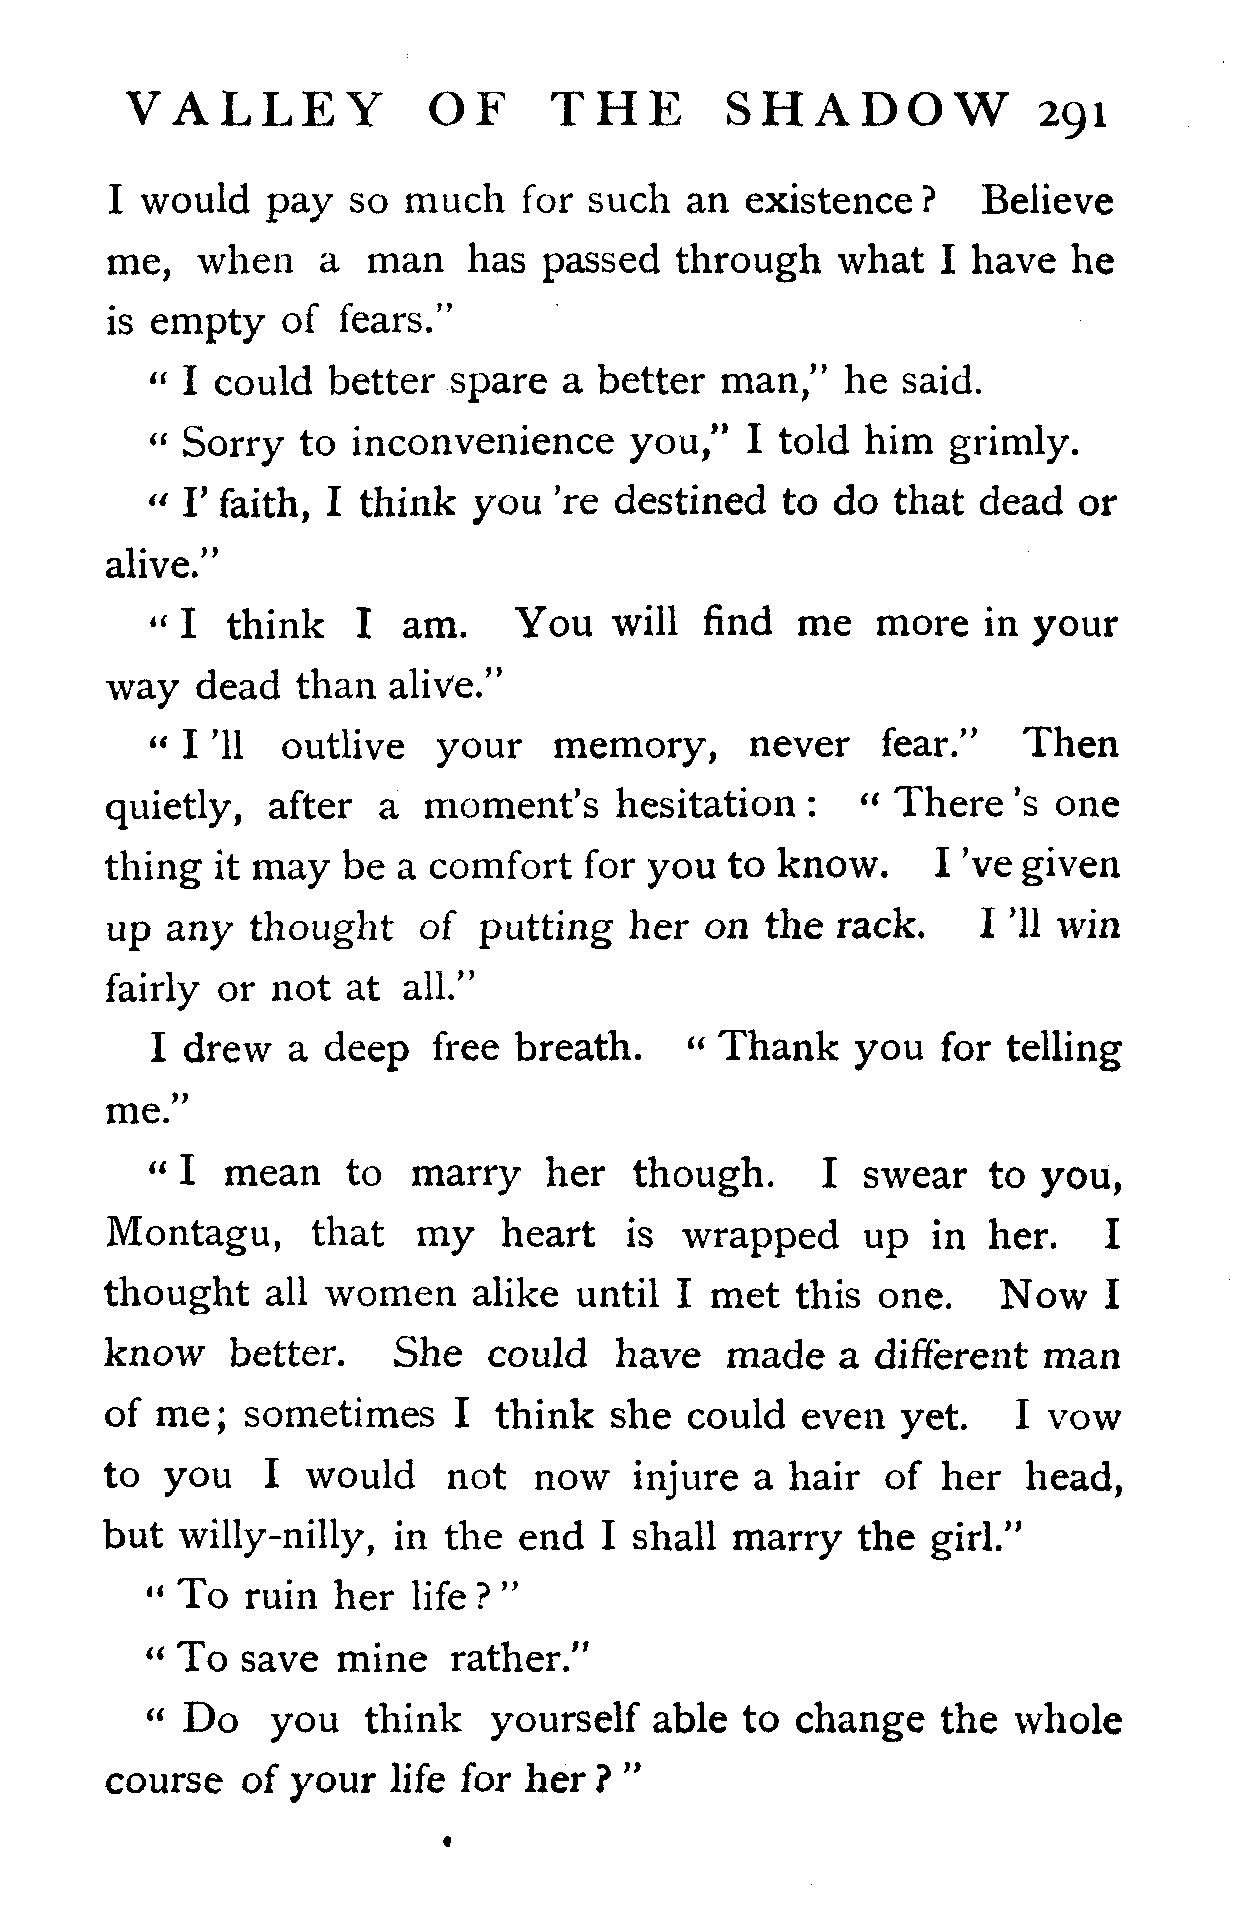 VALLEY OF THE SHADOW 291
I would pay so much for such an existence? Believe
me, when a man has passed through what I have he
is empty of fears."
"I could better spare a better man," he said.
"Sorry to inconvenience you," I told him grimly.
"I' faith, I think you 're destined to do that dead or
alive."
"I think I am. You will find me more in your
way dead than alive."
"I 'll outlive your memory, never fear." Then
quietly, after a moment's hesitation: "There 's one
thing it may be a comfort for you to know. I 've given
up any thought of putting her on the rack. I 'll win
fairly or not at all."
I drew a deep free breath. "Thank you for telling
me."
"I mean to marry her though. I swear to you,
Montagu, that my heart is wrapped up in her. I
thought all women alike until I met this one. Now I
know better. She could have made a different man
of me; sometimes I think she could even yet. I vow
to you I would not now injure a hair of her head,
but willy-nilly, in the end I shall marry the girl."
"To ruin her life?"
"To save mine rather."
"Do you think yourself able to change the whole
course of your life for her?"